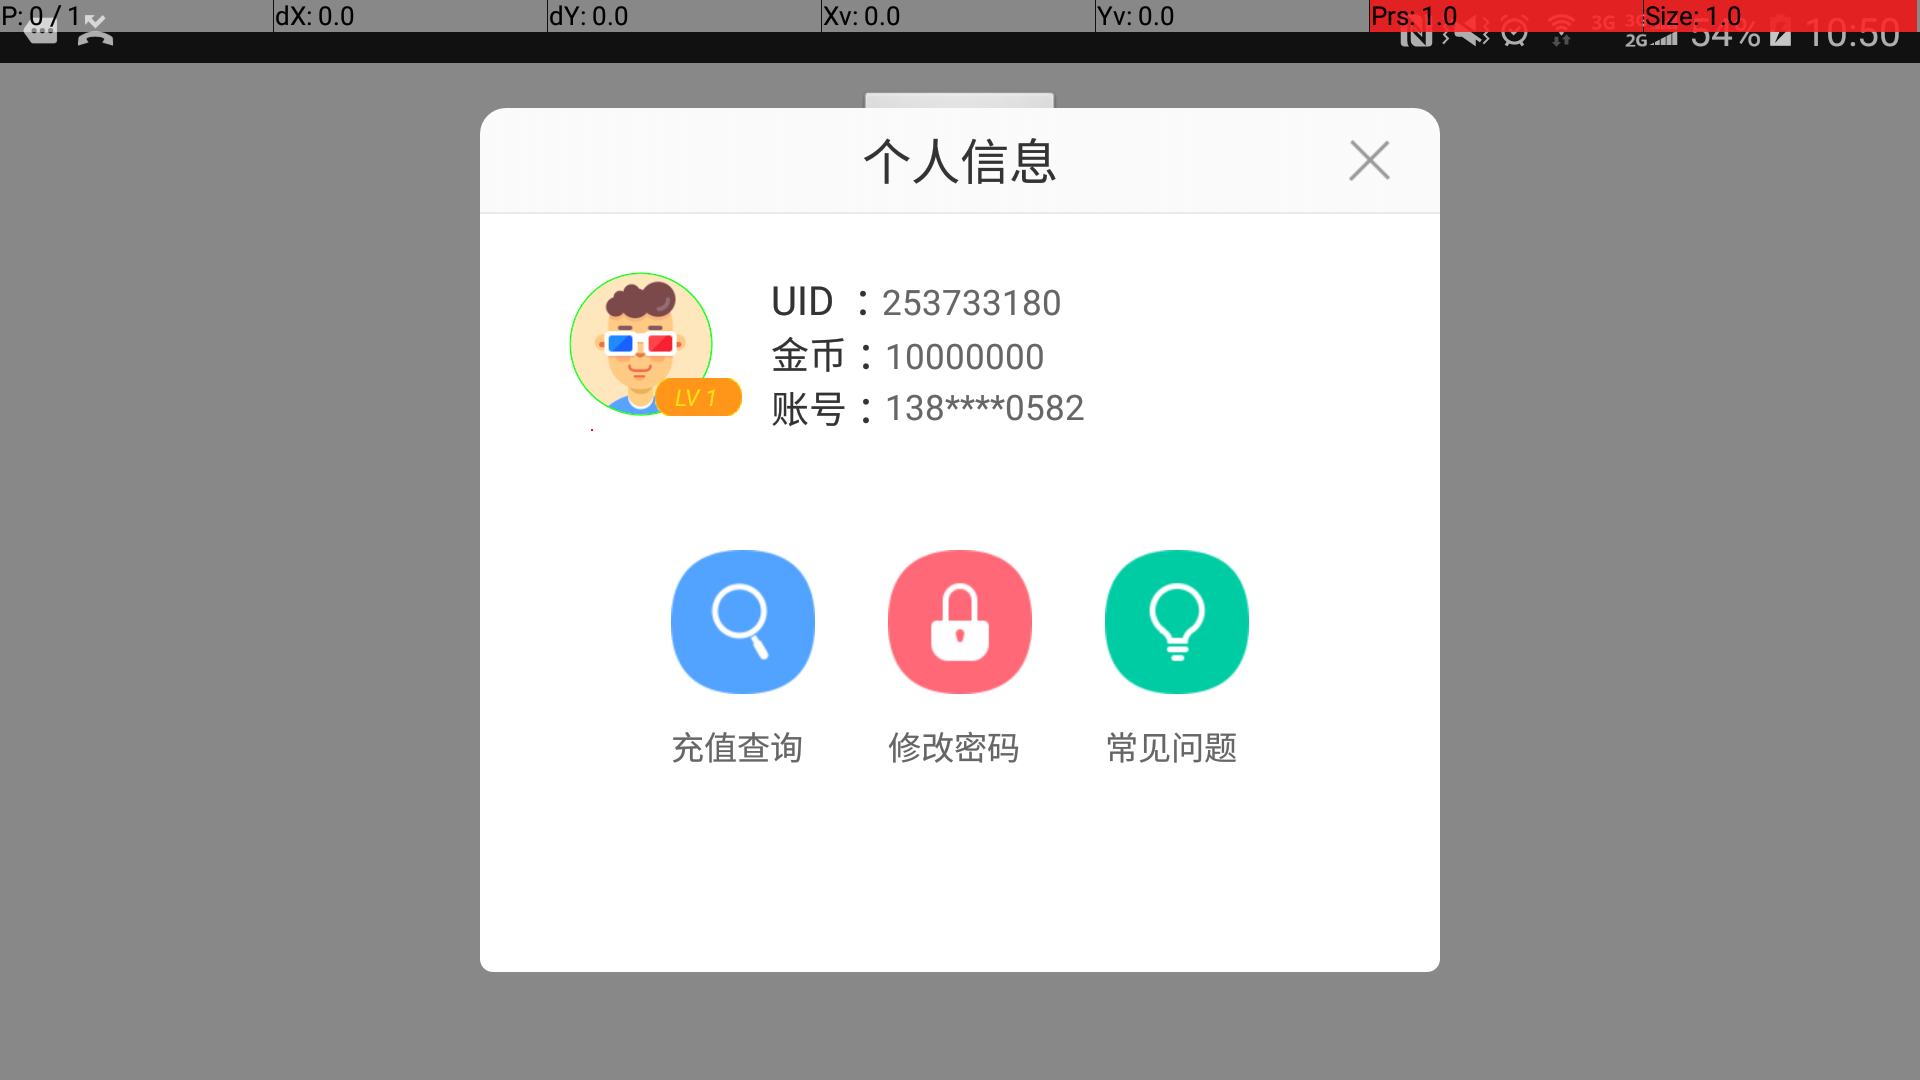 P: 0 / 1 dX: 0.0 dY: 0.0 Xv: 0.0 Yv: 0.0 Prs: 1.0 Size: 1.0
3G 3G 2G 54% 10:50
个人信息
UID ：253733180
金币：10000000
账号：138****0582
LV 1
充值查询 修改密码 常见问题